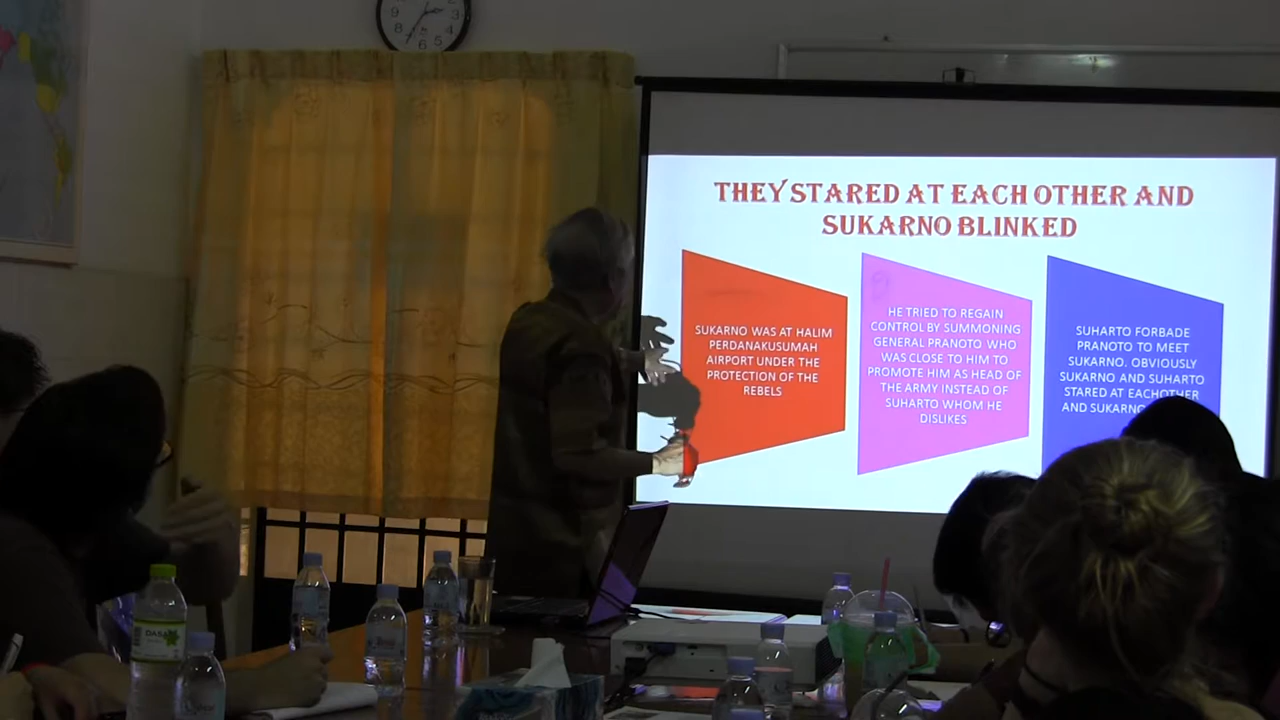 THEY STARED AT EACH OTHER AND
SUKARNO BLINKED
SUKARNO WAS AT HALIM
PERDANAKUSUMAH
AIRPORT UNDER THE
PROTECTION OF THE
REBELS
HE TRIED TO REGAIN
CONTROL BY SUMMONING
GENERAL PRANOTO WHO
WAS CLOSE TO HIM TO
PROMOTE HIM AS HEAD OF
THE ARMY INSTEAD OF
SUHARTO WHOM HE
DISLIKES
SUHARTO FORBADE
PRANOTO TO MEET
SUKARNO. OBVIOUSLY
SUKARNO AND SUHARTO
STARED AT EACHOTHER
AND SUKARNO
DASA